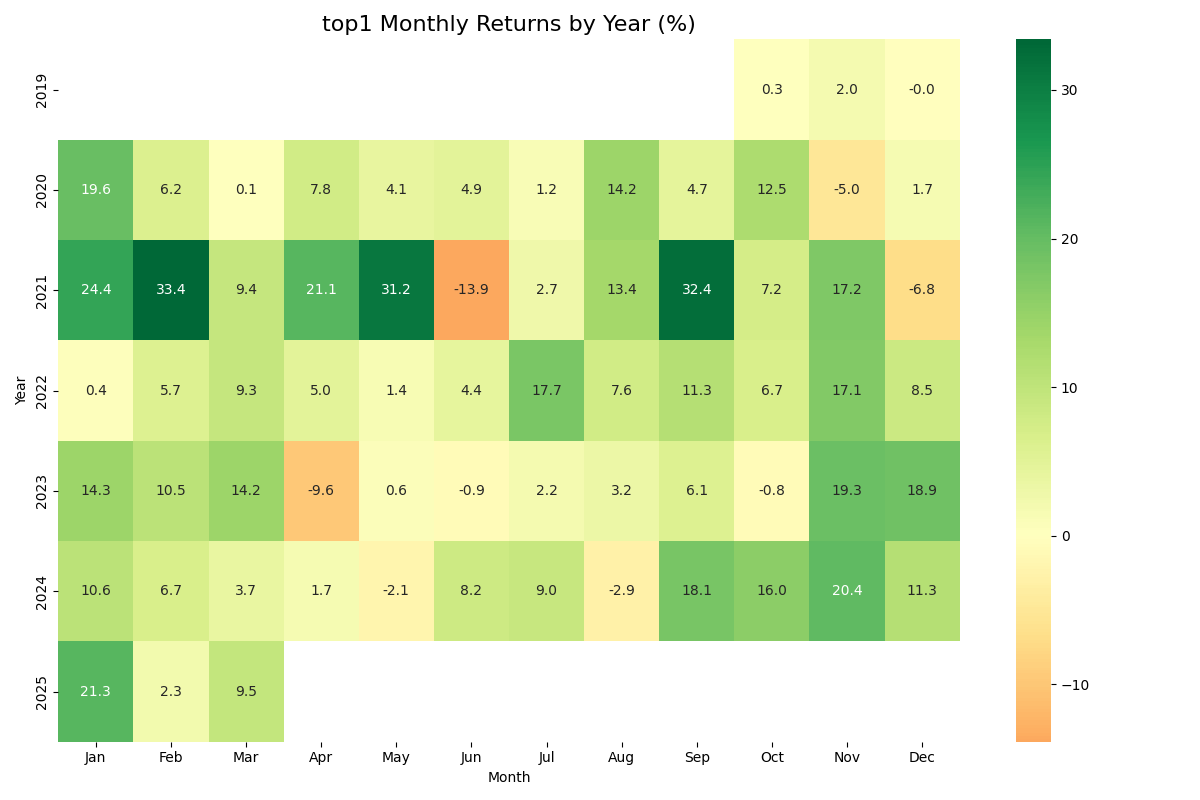 top1 Monthly Returns by Year (%)
2019 0.3 2.0 -0.0
2020 19.6 6.2 0.1 7.8 4.1 4.9 1.2 14.2 4.7 12.5 -5.0 1.7
2021 24.4 33.4 9.4 21.1 31.2 -13.9 2.7 13.4 32.4 7.2 17.2 -6.8
2022 0.4 5.7 9.3 5.0 1.4 4.4 17.7 7.6 11.3 6.7 17.1 8.5
2023 14.3 10.5 14.2 -9.6 0.6 -0.9 2.2 3.2 6.1 -0.8 19.3 18.9
2024 10.6 6.7 3.7 1.7 -2.1 8.2 9.0 -2.9 18.1 16.0 20.4 11.3
2025 21.3 2.3 9.5
Jan Feb Mar Apr May Jun Jul Aug Sep Oct Nov Dec
Month
Year
30
20
10
0
−10